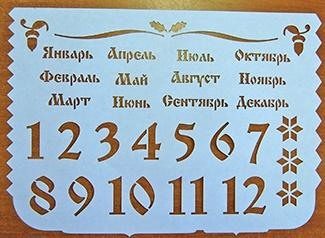 Январь Апрель Июль Октябрь
Февраль Май Август Ноябрь
Март Июнь Сентябрь Декабрь
1 2 3 4 5 6 7
8 9 10 11 12